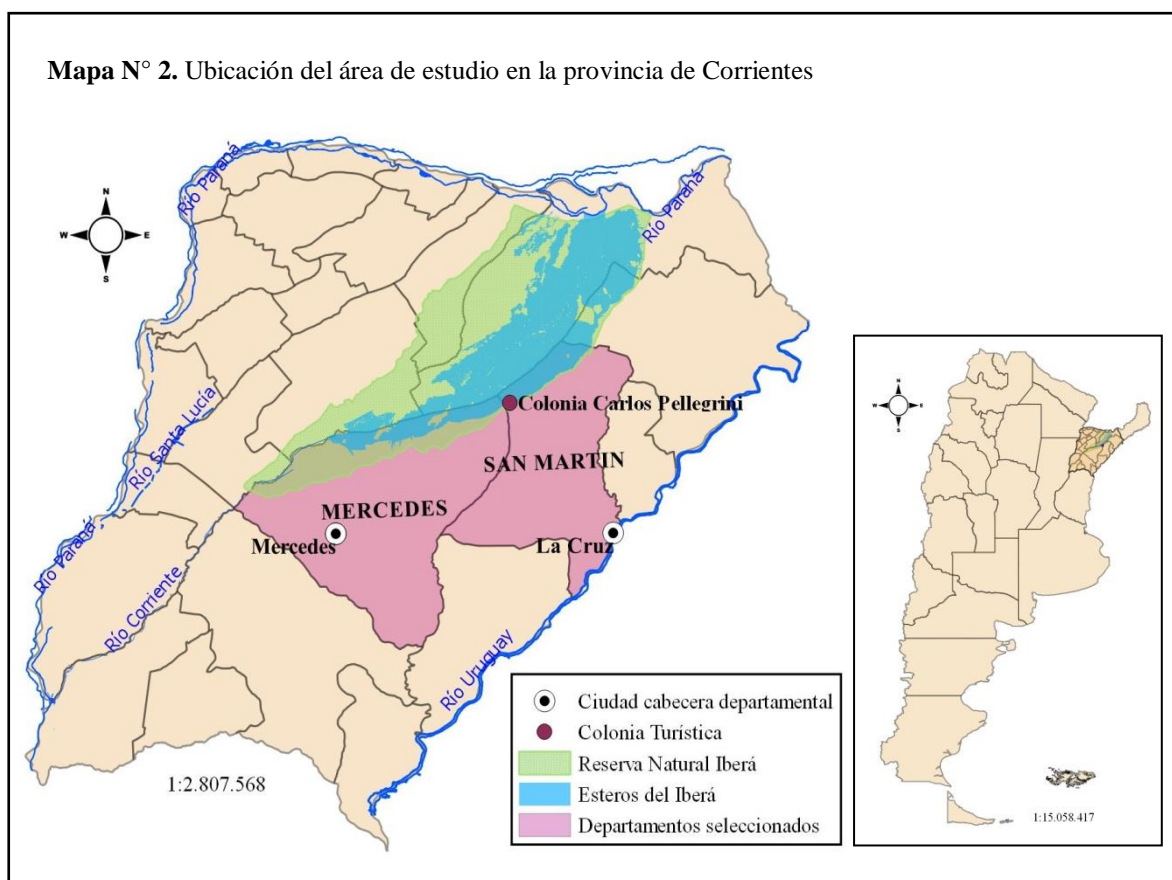 Mapa N° 2. Ubicación del área de estudio en la provincia de Corrientes
N
W E
S
Río Paraná
Río Paraná
Río Santa Lucía
Colonia Carlos Pellegrini
SAN MARTIN
MERCEDES
Mercedes
La Cruz
Río Paraná
Río Corriente
Río Uruguay
1:2.807.568
Ciudad cabecera departamental
Colonia Turística
Reserva Natural Iberá
Esteros del Iberá
Departamentos seleccionados
N
W E
S
1:15.058.417